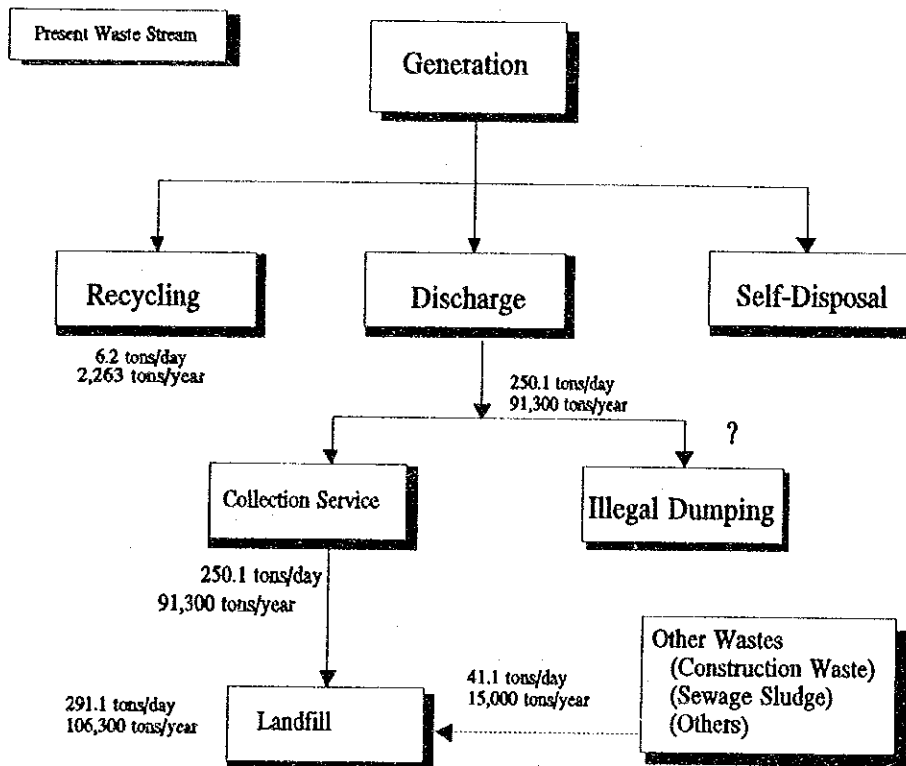 Present Waste Stream
Generation
Recycling
Discharge
Self-Disposal
6.2 tons/day
2,263 tons/year
250.1 tons/day
91,300 tons/year
?
Collection Service
Illegal Dumping
250.1 tons/day
91,300 tons/year
Other Wastes
(Construction Waste)
(Sewage Sludge)
(Others)
41.1 tons/day
15,000 tons/year
291.1 tons/day
106,300 tons/year
Landfill